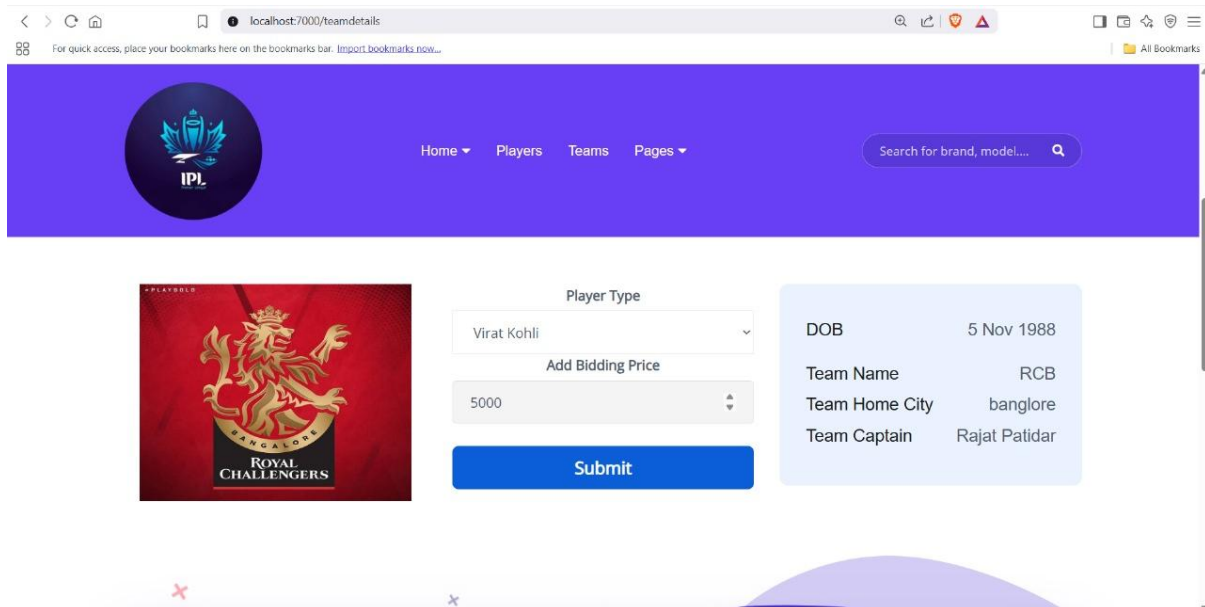 localhost:7000/teamdetails
For quick access, place your bookmarks here on the bookmarks bar. Import bookmarks now...
All Bookmarks
IPL
Home
Players
Teams
Pages
Search for brand, model....
#PLAYBOLD
BANGALORE
ROYAL
CHALLENGERS
Player Type
Virat Kohli
Add Bidding Price
5000
Submit
DOB 5 Nov 1988
Team Name RCB
Team Home City banglore
Team Captain Rajat Patidar